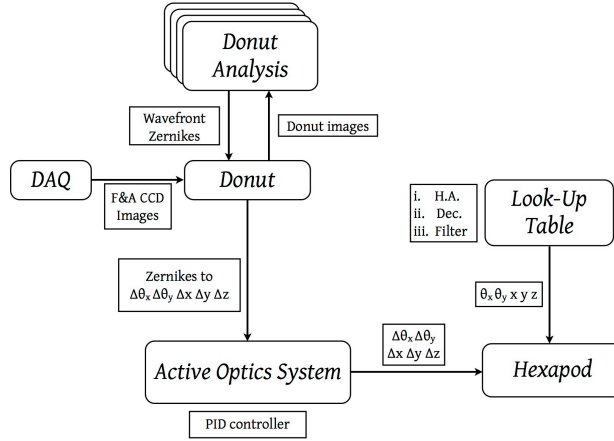 Donut
Analysis
Wavefront
Zernikes
Donut images
DAQ
F&A CCD
Images
Donut
i. H.A.
ii. Dec.
iii. Filter
Look-Up
Table
Zernikes to
Δθx Δθy Δx Δy Δz
θx θy x y z
Active Optics System
Δθx Δθy
Δx Δy Δz
Hexapod
PID controller